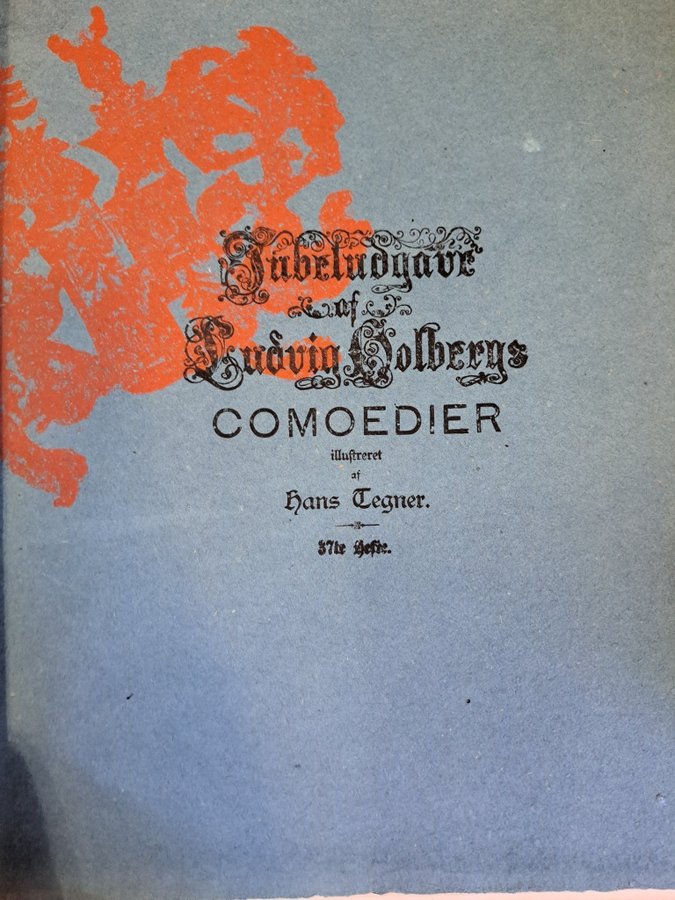 Jubeludgave
af
Ludvig Holbergs
COMOEDIER
illustreret
af
Hans Tegner.
37te Hefte.